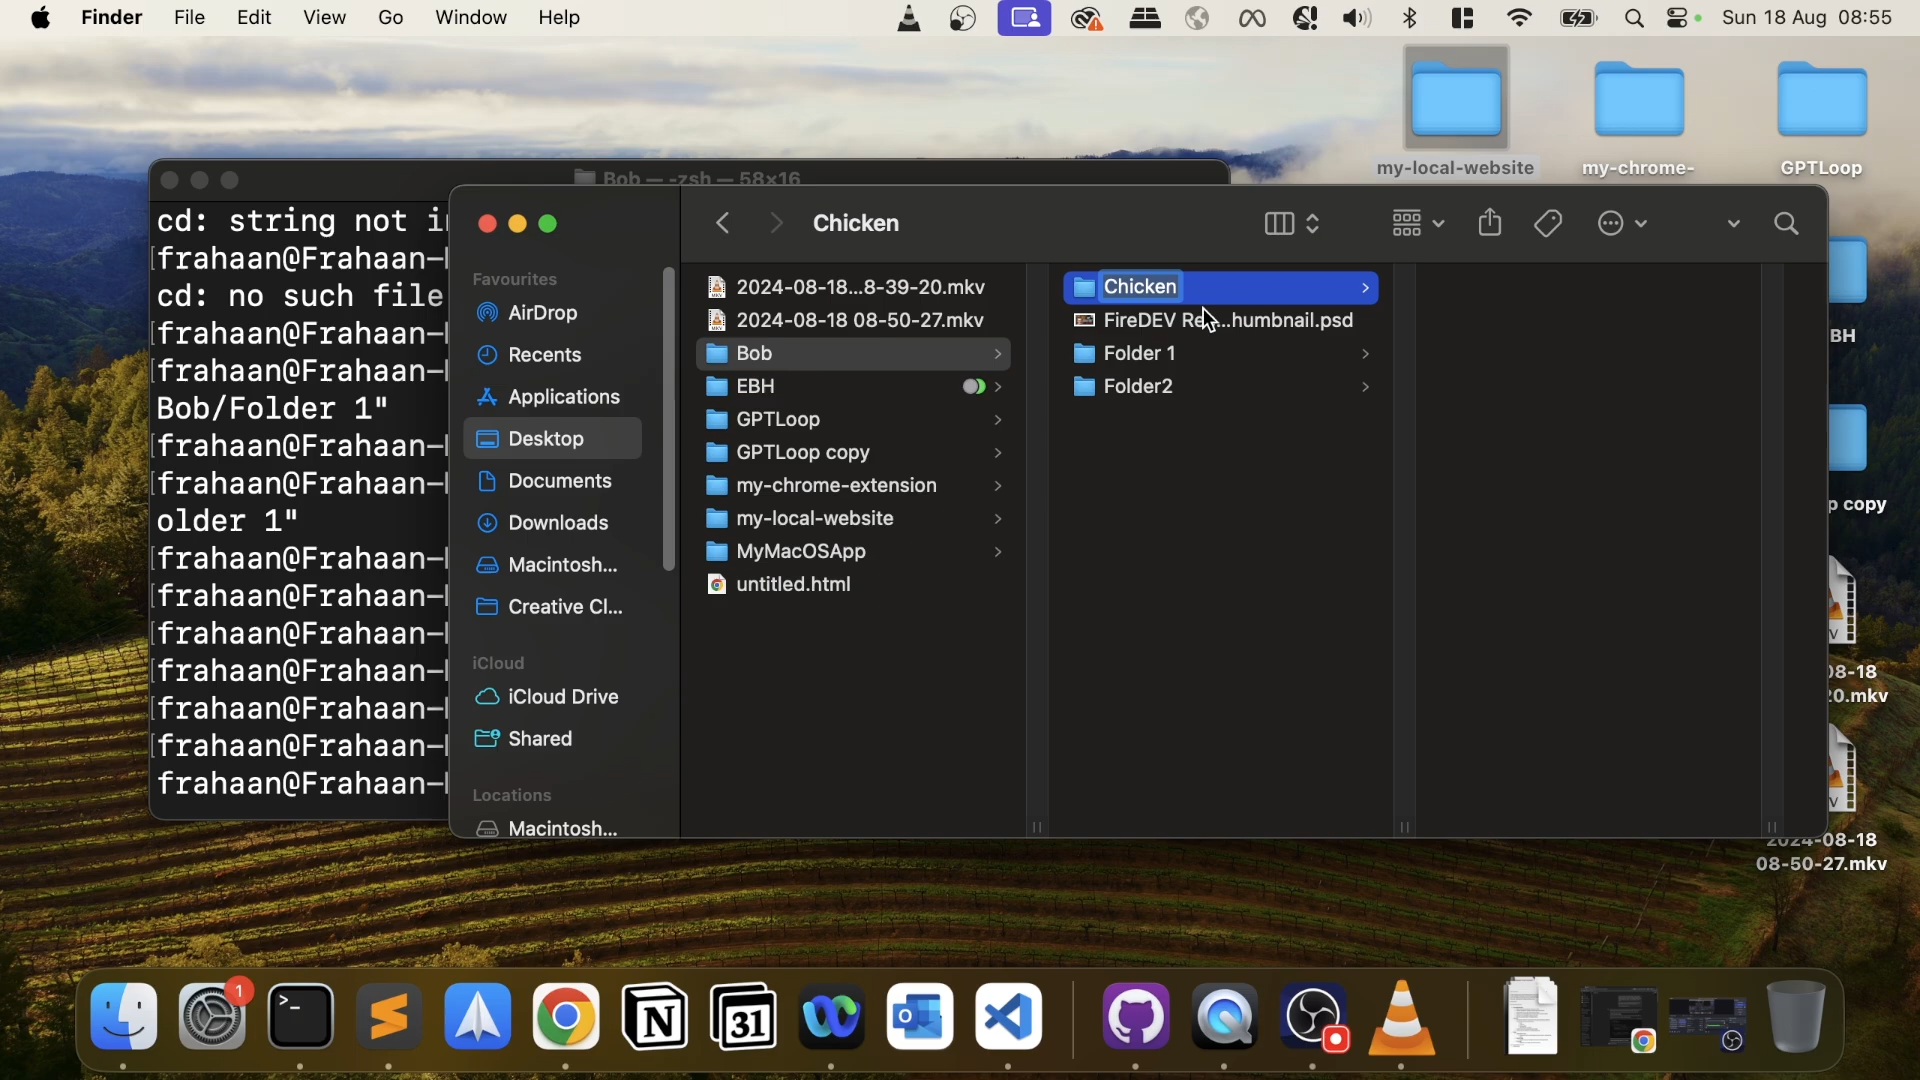 Finder File Edit View Go Window Help
Sun 18 Aug 08:55
my-local-website
my-chrome-
GPTLoop
Bob — -zsh — 58×16
cd: string not i
frahaan@Frahaan-
cd: no such file
frahaan@Frahaan-
frahaan@Frahaan-
Bob/Folder 1"
frahaan@Frahaan-
frahaan@Frahaan-
older 1"
frahaan@Frahaan-
frahaan@Frahaan-
frahaan@Frahaan-
frahaan@Frahaan-
frahaan@Frahaan-
frahaan@Frahaan-
frahaan@Frahaan-
Chicken
Favourites
AirDrop
Recents
Applications
Desktop
Documents
Downloads
Macintosh...
Creative Cl...
iCloud
iCloud Drive
Shared
Locations
Macintosh...
2024-08-18...8-39-20.mkv
2024-08-18 08-50-27.mkv
Bob
EBH
GPTLoop
GPTLoop copy
my-chrome-extension
my-local-website
MyMacOSApp
untitled.html
Chicken
FireDEV Re...humbnail.psd
Folder 1
Folder2
BH
p copy
08-18
20.mkv
2024-08-18
08-50-27.mkv
1
31